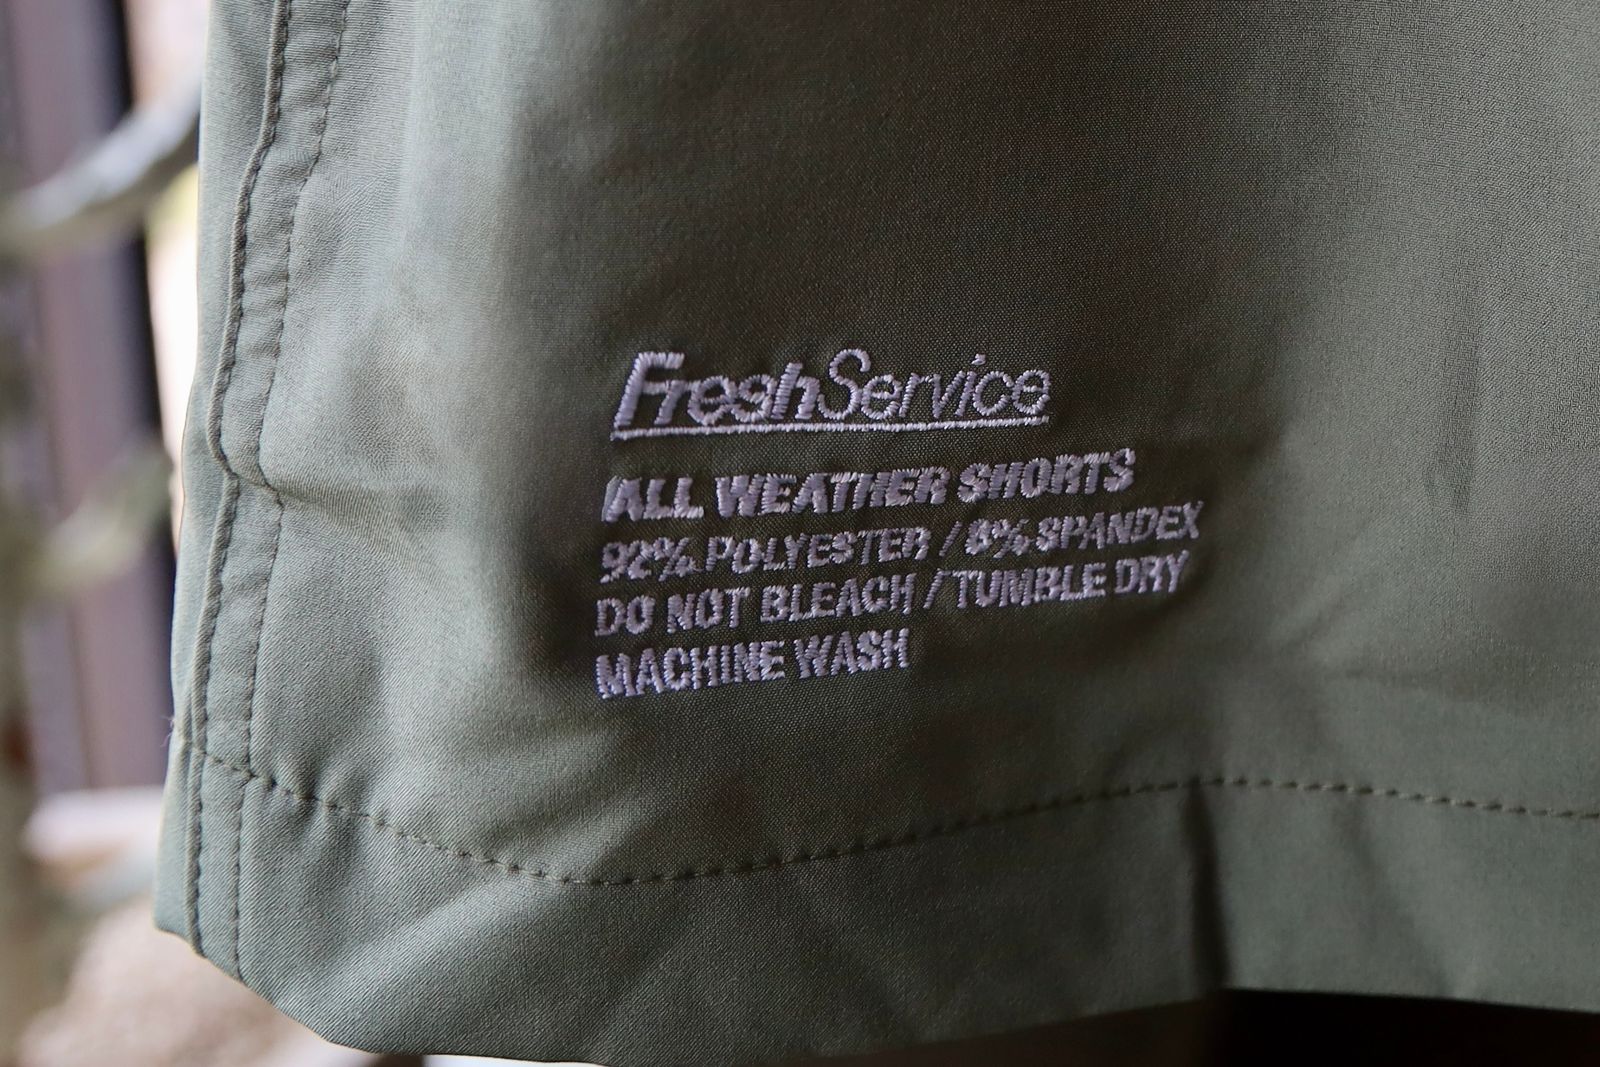 FreshService
ALL WEATHER SHORTS
92% POLYESTER / 8% SPANDEX
DO NOT BLEACH / TUMBLE DRY
MACHINE WASH